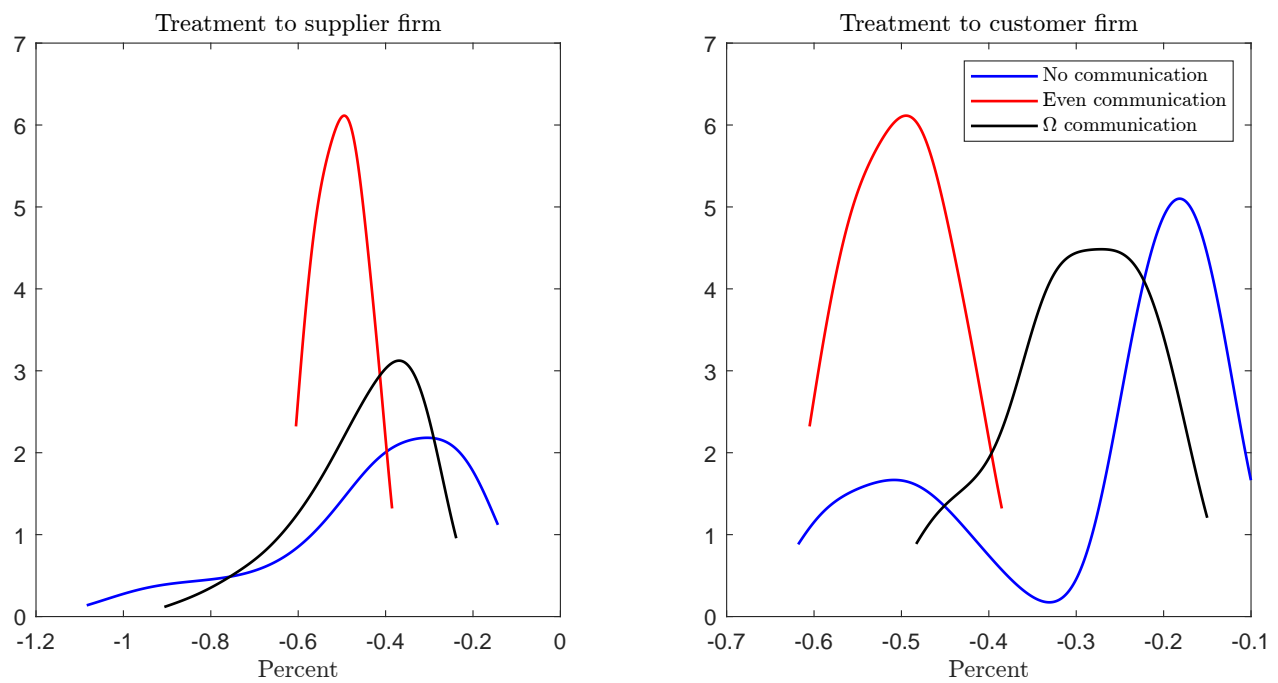 Treatment to supplier firm
7
6
5
4
3
2
1
0
-1.2 -1 -0.8 -0.6 -0.4 -0.2 0
Percent
Treatment to customer firm
No communication
Even communication
Ω communication
7
6
5
4
3
2
1
0
-0.7 -0.6 -0.5 -0.4 -0.3 -0.2 -0.1
Percent